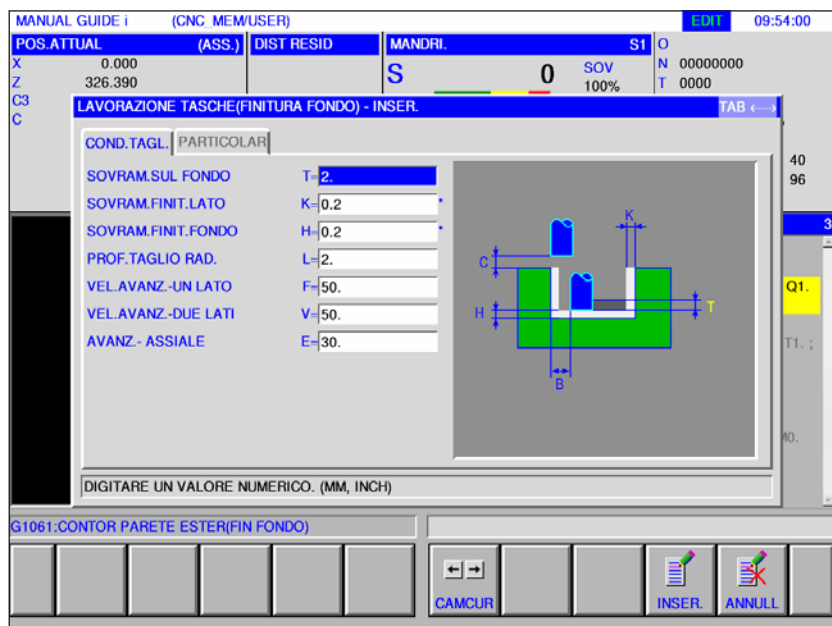 MANUAL GUIDE i (CNC_MEM/USER) EDIT 09:54:00
POS.ATTUAL (ASS.) DIST RESID MANDRI. S1 O
X 0.000 N 00000000
Z 326.390 S 0 SOV T 0000
100%
C3
C
LAVORAZIONE TASCHE(FINITURA FONDO) - INSER. TAB ←→
COND.TAGL. PARTICOLAR
40
96
SOVRAM.SUL FONDO T=2.
SOVRAM.FINIT.LATO K=0.2 *
SOVRAM.FINIT.FONDO H=0.2 *
PROF.TAGLIO RAD. L=2.
VEL.AVANZ.-UN LATO F=50.
VEL.AVANZ.-DUE LATI V=50.
AVANZ.- ASSIALE E=30.
K
C
H
T
B
3
Q1.
T1. ;
M0.
DIGITARE UN VALORE NUMERICO. (MM, INCH)
G1061:CONTOR PARETE ESTER(FIN FONDO)
CAMCUR INSER. ANNULL